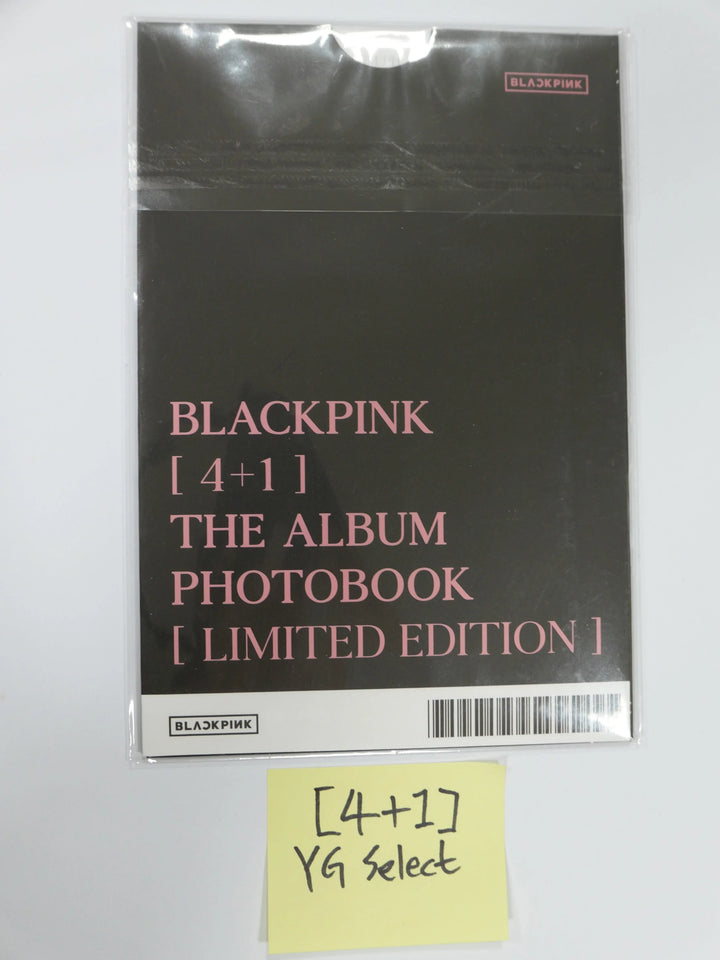 BLACKPINK
BLACKPINK
[ 4+1 ]
THE ALBUM
PHOTOBOOK
[ LIMITED EDITION ]
BLACKPINK
[4+1]
YG Select